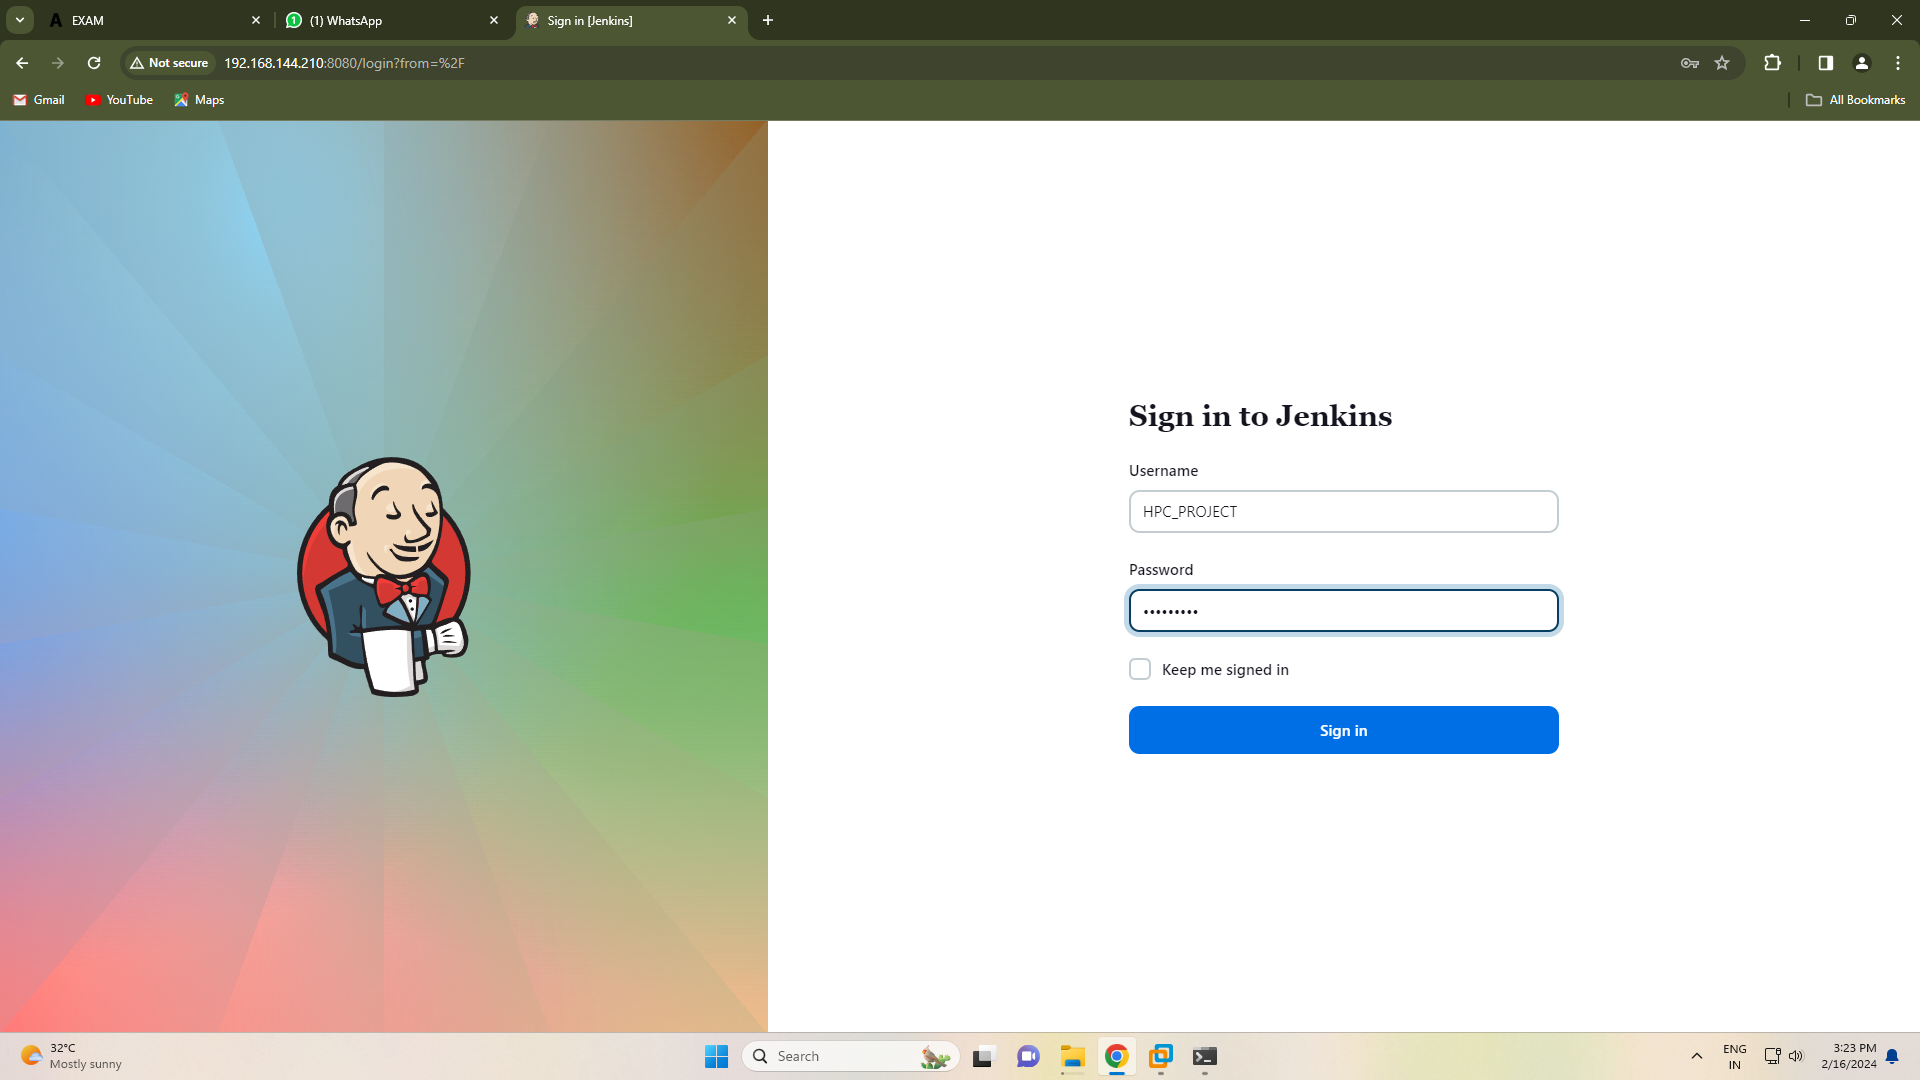 EXAM
(1) WhatsApp
Sign in [Jenkins]
Not secure
192.168.144.210:8080/login?from=%2F
Gmail
YouTube
Maps
All Bookmarks
Sign in to Jenkins
Username
HPC_PROJECT
Password
•••••••••
Keep me signed in
Sign in
32°C
Mostly sunny
Search
ENG
IN
3:23 PM
2/16/2024